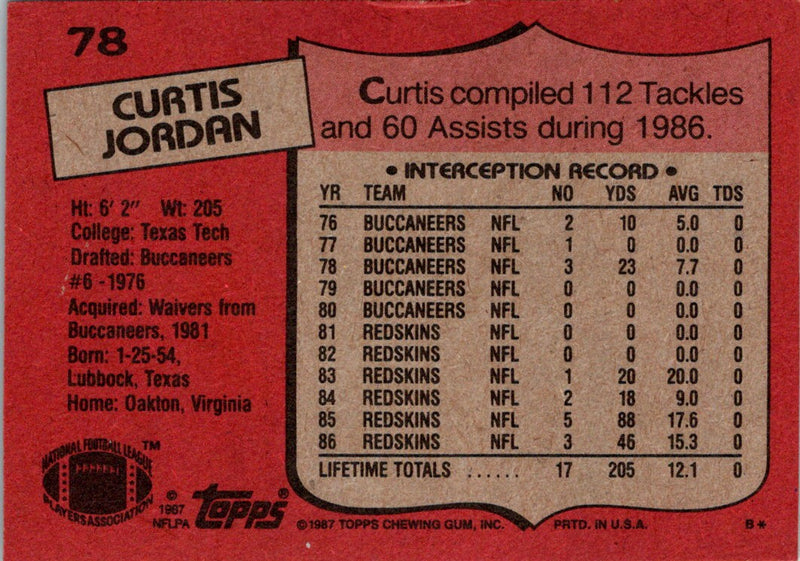 78
CURTIS
JORDAN
Ht: 6' 2" Wt: 205
College: Texas Tech
Drafted: Buccaneers
#6 -1976
Acquired: Waivers from
Buccaneers, 1981
Born: 1-25-54,
Lubbock, Texas
Home: Oakton, Virginia
NATIONAL FOOTBALL LEAGUE
PLAYERS ASSOCIATION
TM
© 1987 NFLPA
Topps®
Curtis compiled 112 Tackles
and 60 Assists during 1986.
• INTERCEPTION RECORD •
YR TEAM NO YDS AVG TDS
76 BUCCANEERS NFL 2 10 5.0 0
77 BUCCANEERS NFL 1 0 0.0 0
78 BUCCANEERS NFL 3 23 7.7 0
79 BUCCANEERS NFL 0 0 0.0 0
80 BUCCANEERS NFL 0 0 0.0 0
81 REDSKINS NFL 0 0 0.0 0
82 REDSKINS NFL 0 0 0.0 0
83 REDSKINS NFL 1 20 20.0 0
84 REDSKINS NFL 2 18 9.0 0
85 REDSKINS NFL 5 88 17.6 0
86 REDSKINS NFL 3 46 15.3 0
LIFETIME TOTALS ...... 17 205 12.1 0
©1987 TOPPS CHEWING GUM, INC. PRTD. IN U.S.A. B*